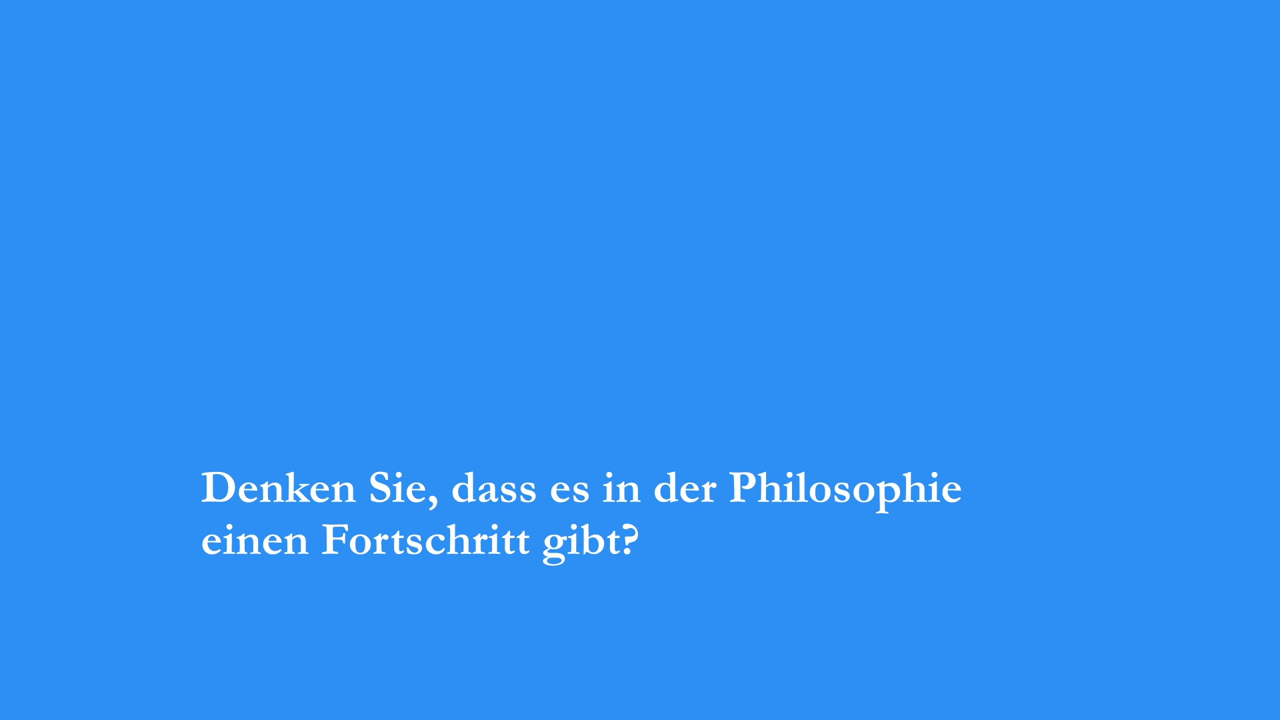 Denken Sie, dass es in der Philosophie
einen Fortschritt gibt?